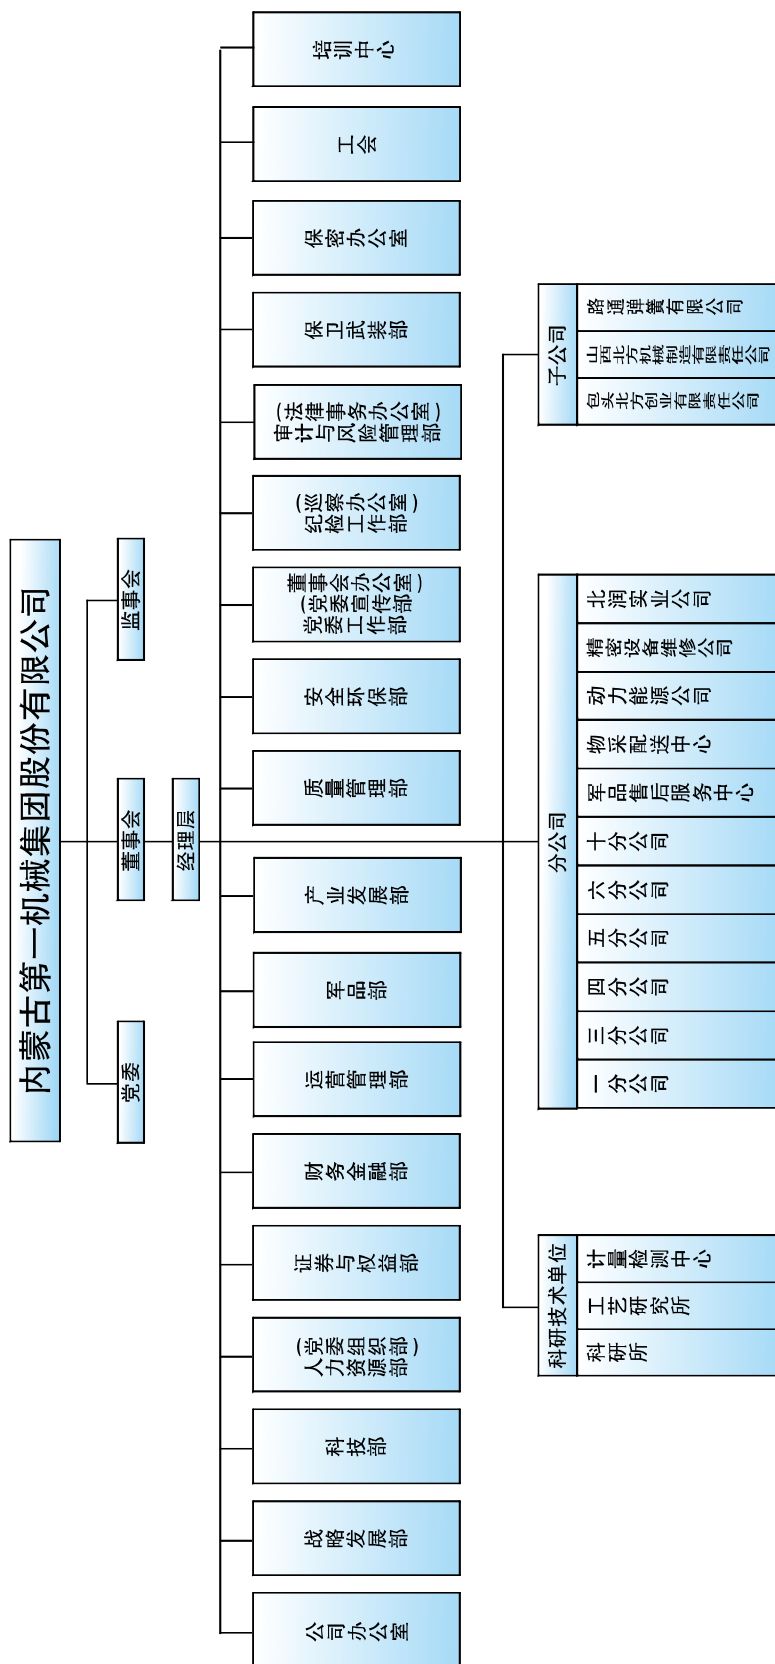 内蒙古第一机械集团股份有限公司
党委
董事会
监事会
经理层
公司办公室
战略发展部
科技部
人力资源部
(党委组织部)
证券与权益部
财务金融部
运营管理部
军品部
产业发展部
质量管理部
安全环保部
董事会办公室
(党委宣传部)
党委工作部
(巡察办公室)
纪检工作部
(法律事务办公室)
审计与风险管理部
保卫武装部
保密办公室
工会
培训中心
科研技术单位
科研所
工艺研究所
计量检测中心
分公司
一分公司
三分公司
四分公司
五分公司
六分公司
十分公司
军品售后服务中心
物采配送中心
动力能源公司
精密设备维修公司
北润实业公司
子公司
包头北方创业有限责任公司
山西北方机械制造有限责任公司
路通弹簧有限公司